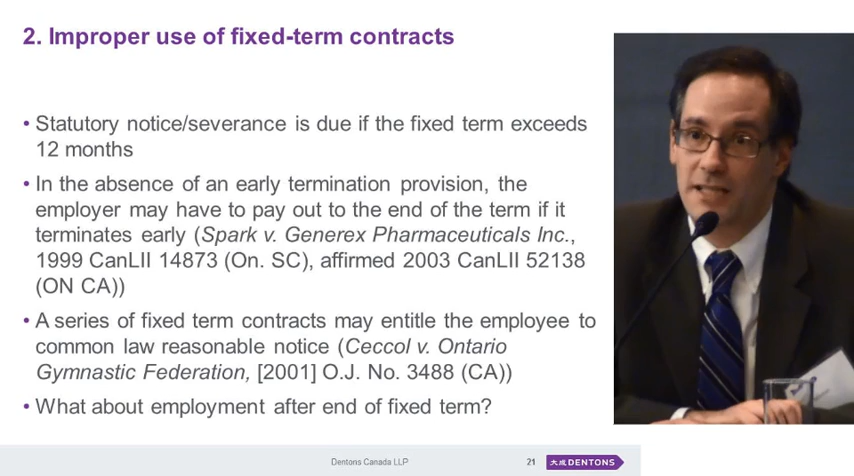 2. Improper use of fixed-term contracts
• Statutory notice/severance is due if the fixed term exceeds
12 months
• In the absence of an early termination provision, the
employer may have to pay out to the end of the term if it
terminates early (Spark v. Generex Pharmaceuticals Inc.,
1999 CanLII 14873 (On. SC), affirmed 2003 CanLII 52138
(ON CA))
• A series of fixed term contracts may entitle the employee to
common law reasonable notice (Ceccol v. Ontario
Gymnastic Federation, [2001] O.J. No. 3488 (CA))
• What about employment after end of fixed term?
Dentons Canada LLP
21
大成 DENTONS